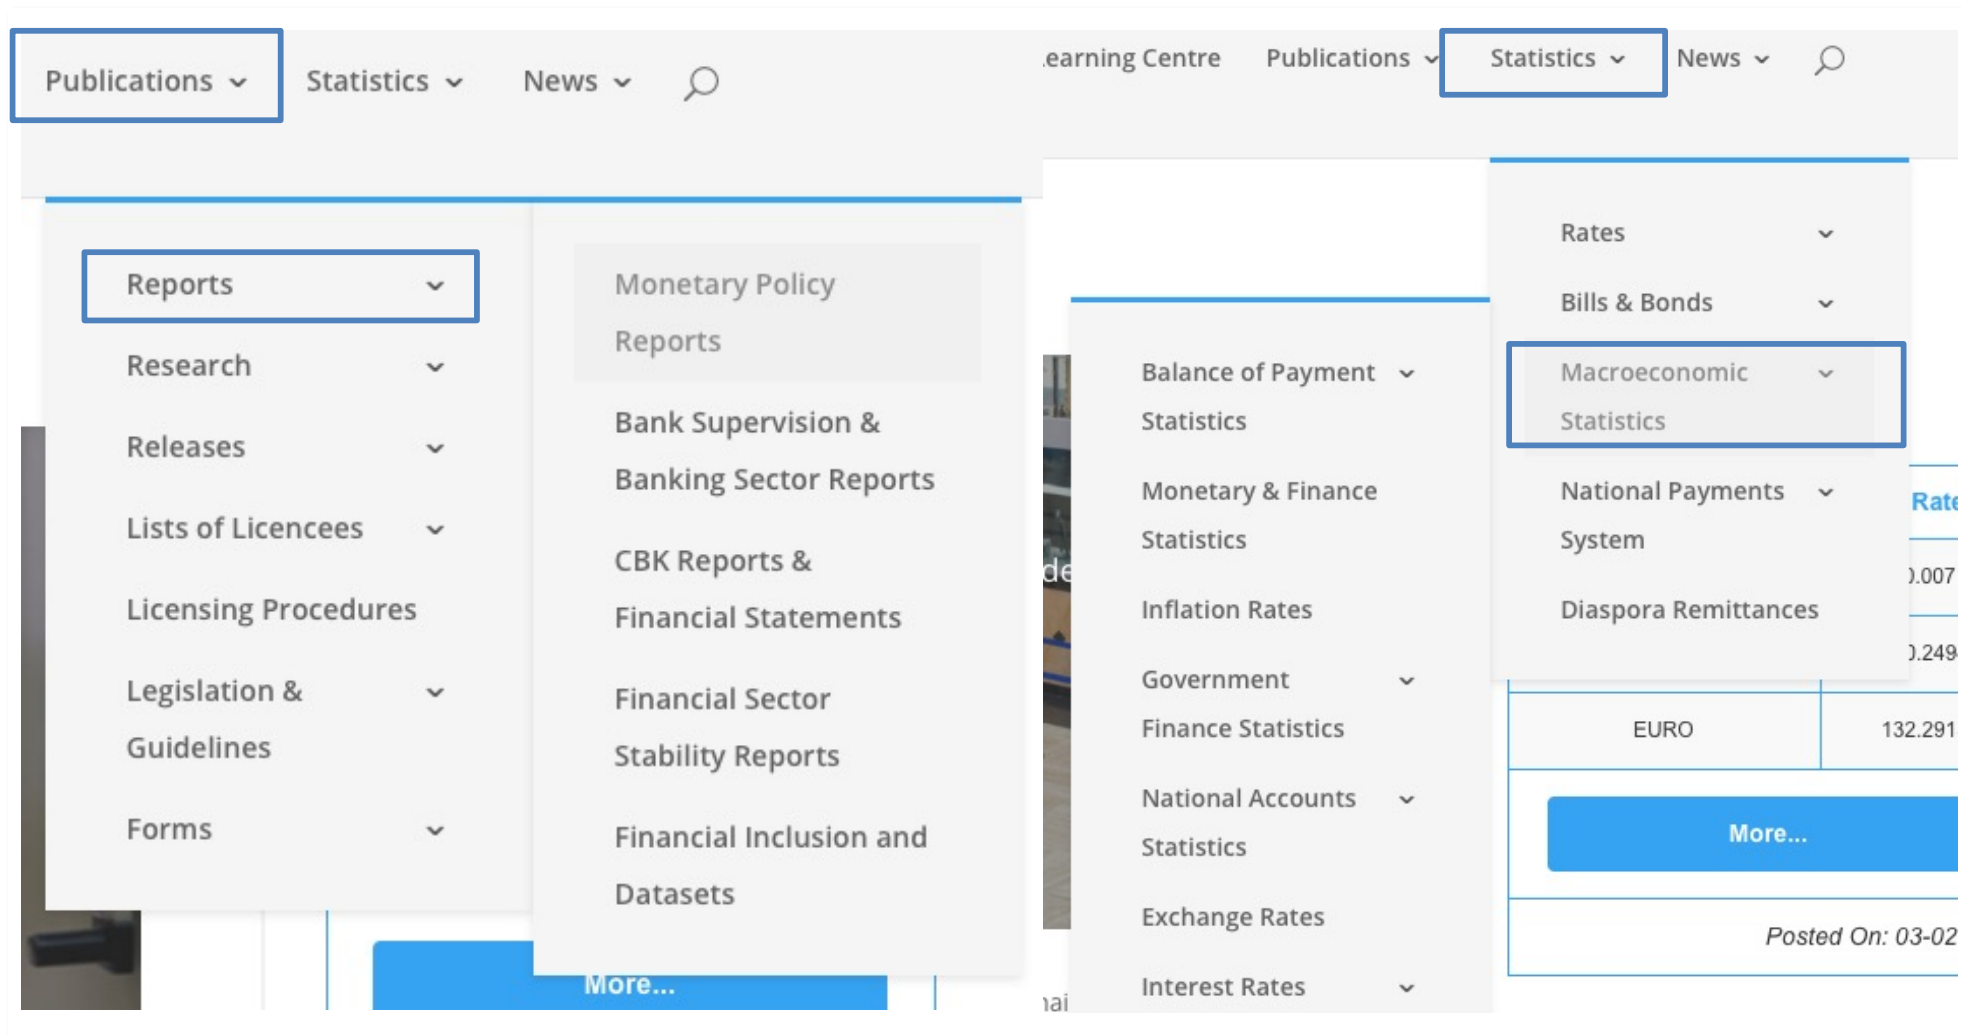 Publications
Statistics
News
Reports
Research
Releases
Lists of Licencees
Licensing Procedures
Legislation &
Guidelines
Forms
Monetary Policy
Reports
Bank Supervision &
Banking Sector Reports
CBK Reports &
Financial Statements
Financial Sector
Stability Reports
Financial Inclusion and
Datasets
More...
earning Centre
Publications
Statistics
News
Balance of Payment
Statistics
Monetary & Finance
Statistics
Inflation Rates
Government
Finance Statistics
National Accounts
Statistics
Exchange Rates
Interest Rates
Rates
Bills & Bonds
Macroeconomic
Statistics
National Payments
System
Diaspora Remittances
Rate
0.007
0.249
EURO 132.291
More...
Posted On: 03-02